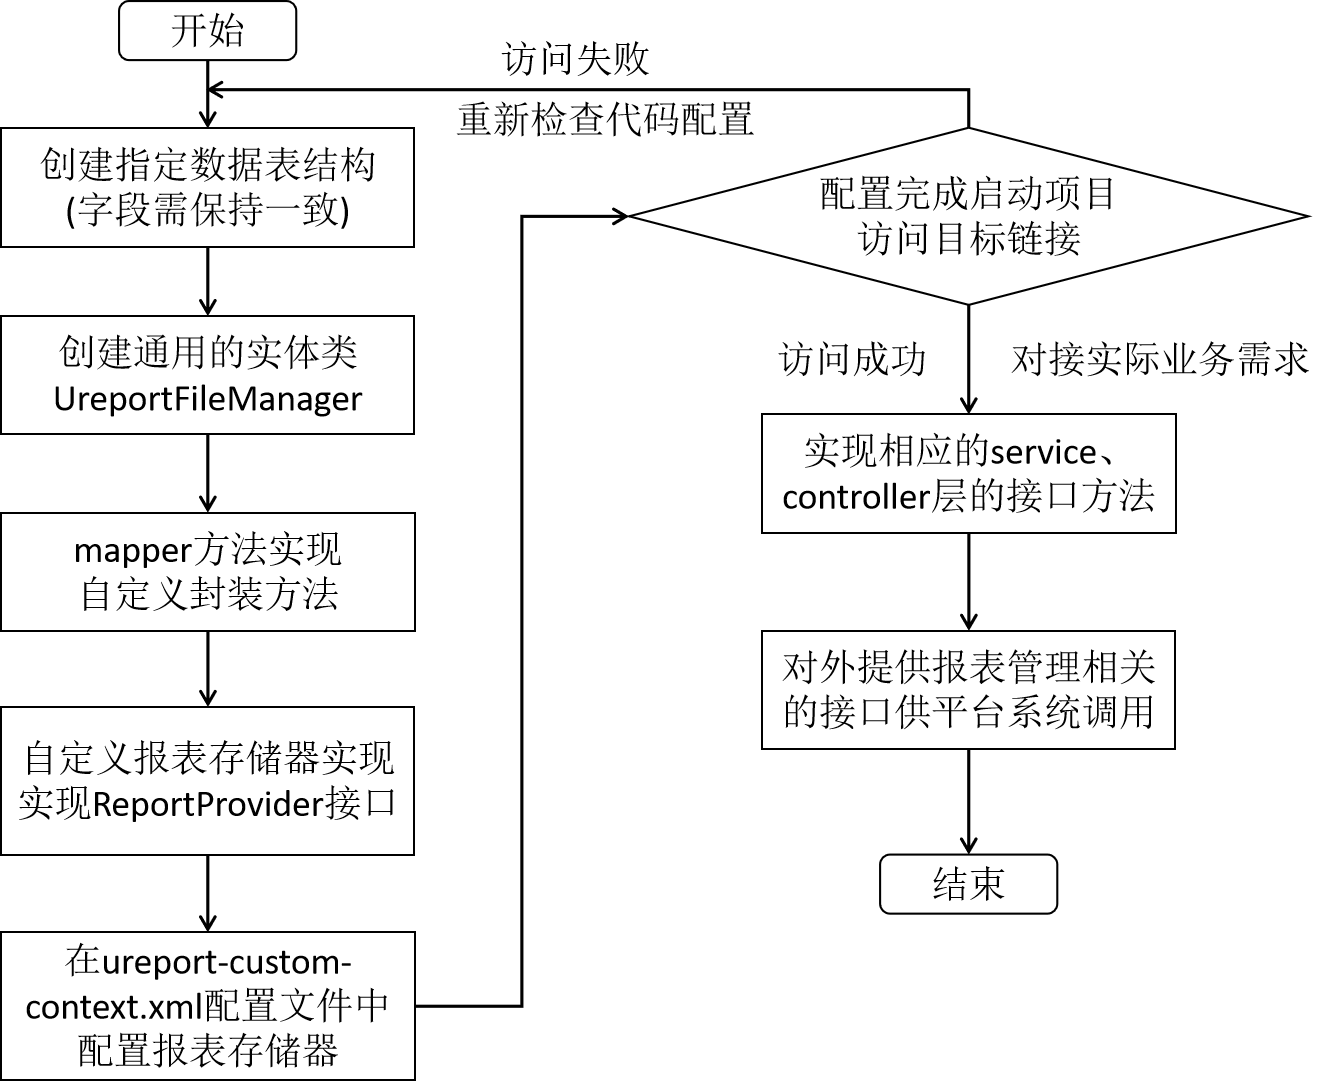 开始
创建指定数据表结构
(字段需保持一致)
创建通用的实体类
UreportFileManager
mapper方法实现
自定义封装方法
自定义报表存储器实现
实现ReportProvider接口
在ureport-custom-
context.xml配置文件中
配置报表存储器
访问失败
重新检查代码配置
配置完成启动项目
访问目标链接
访问成功
对接实际业务需求
实现相应的service、
controller层的接口方法
对外提供报表管理相关
的接口供平台系统调用
结束